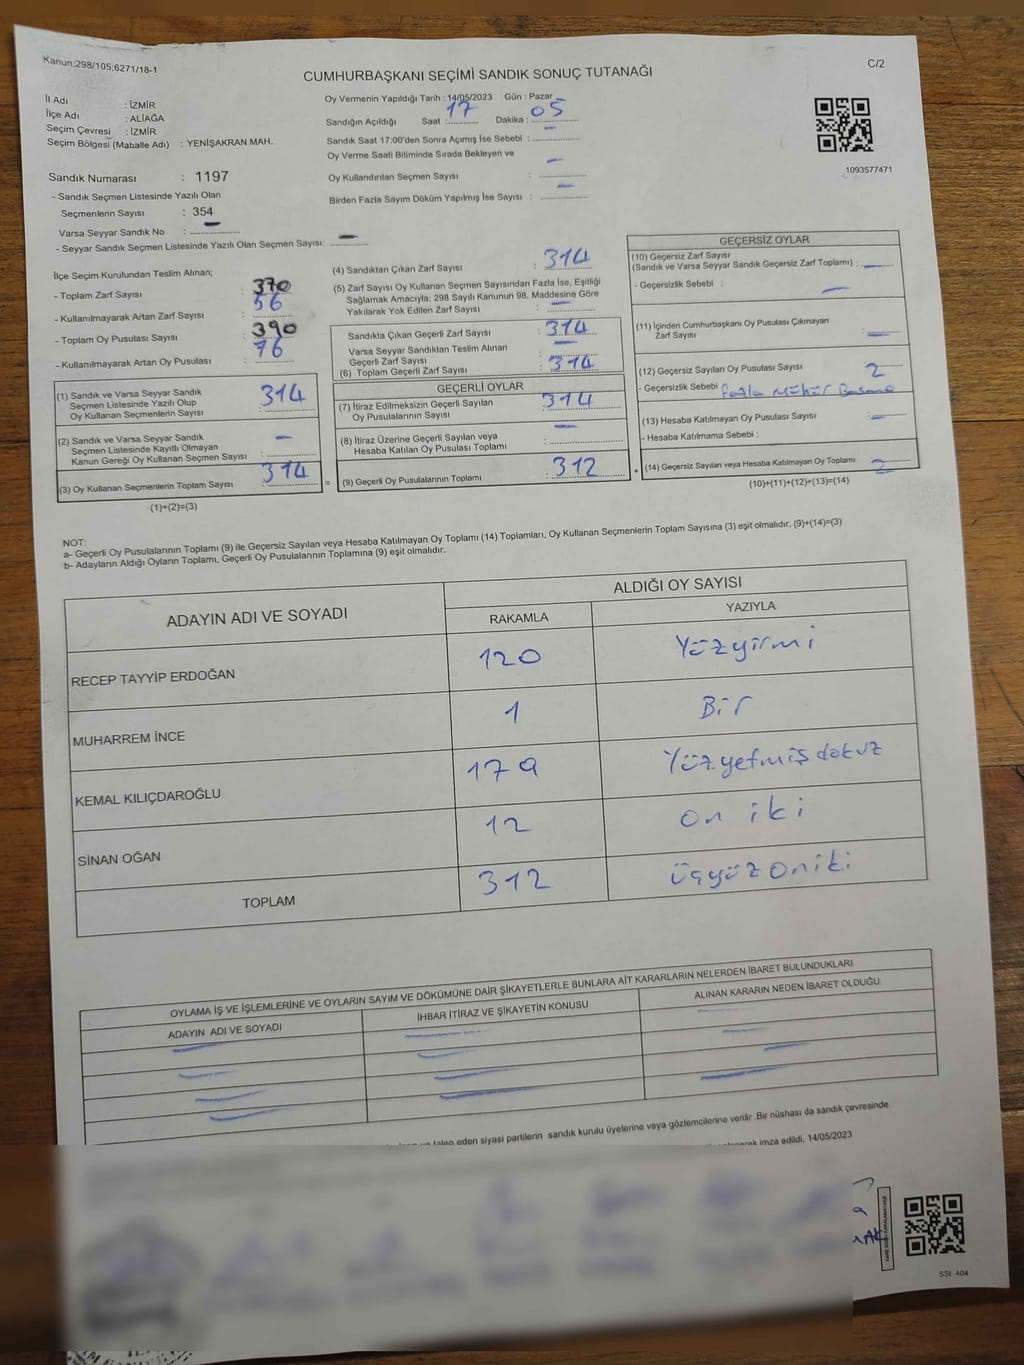 Kanun;298/105;6271/18-1
C/2
CUMHURBAŞKANI SEÇİMİ SANDIK SONUÇ TUTANAĞI
İl Adı : İZMİR
İlçe Adı : ALİAĞA
Seçim Çevresi : İZMİR
Seçim Bölgesi (Mahalle Adı) : YENİŞAKRAN MAH.
Oy Vermenin Yapıldığı Tarih : 14/05/2023 Gün : Pazar
Sandığın Açıldığı Saat : 17 Dakika : 05
Sandık Saat 17:00'den Sonra Açmış İse Sebebi : -
Oy Verme Saati Bitiminde Sırada Bekleyen ve
Oy Kullandırılan Seçmen Sayısı : -
Birden Fazla Sayım Döküm Yapılmış İse Sayısı : -
1093577471
Sandık Numarası : 1197
- Sandık Seçmen Listesinde Yazılı Olan
Seçmenlerin Sayısı : 354
Varsa Seyyar Sandık No : -
- Seyyar Sandık Seçmen Listesinde Yazılı Olan Seçmen Sayısı: -
İlçe Seçim Kurulundan Teslim Alınan;
- Toplam Zarf Sayısı : 370
- Kullanılmayarak Artan Zarf Sayısı : 56
- Toplam Oy Pusulası Sayısı : 390
- Kullanılmayarak Artan Oy Pusulası : 76
(1) Sandık ve Varsa Seyyar Sandık
Seçmen Listesinde Yazılı Olup
Oy Kullanan Seçmenlerin Sayısı : 314
(2) Sandık ve Varsa Seyyar Sandık
Seçmen Listesinde Kayıtlı Olmayan
Kanun Gereği Oy Kullanan Seçmen Sayısı : -
(3) Oy Kullanan Seçmenlerin Toplam Sayısı : 314
(1)+(2)=(3)
(4) Sandıktan Çıkan Zarf Sayısı : 314
(5) Zarf Sayısı Oy Kullanan Seçmen Sayısından Fazla İse, Eşitliği
Sağlamak Amacıyla; 298 Sayılı Kanunun 98. Maddesine Göre
Yakılarak Yok Edilen Zarf Sayısı : -
Sandıkta Çıkan Geçerli Zarf Sayısı : 314
Varsa Seyyar Sandıktan Teslim Alınan
Geçerli Zarf Sayısı : -
(6) Toplam Geçerli Zarf Sayısı : 314
GEÇERLİ OYLAR
(7) İtiraz Edilmeksizin Geçerli Sayılan
Oy Pusulalarının Sayısı : 314
(8) İtiraz Üzerine Geçerli Sayılan veya
Hesaba Katılan Oy Pusulası Toplamı : -
(9) Geçerli Oy Pusulalarının Toplamı : 312
GEÇERSİZ OYLAR
(10) Geçersiz Zarf Sayısı
(Sandık ve Varsa Seyyar Sandık Geçersiz Zarf Toplamı) : -
- Geçersizlik Sebebi : -
(11) İçinden Cumhurbaşkanı Oy Pusulası Çıkmayan
Zarf Sayısı : -
(12) Geçersiz Sayılan Oy Pusulası Sayısı : 2
- Geçersizlik Sebebi Fazla Mühür Basma
(13) Hesaba Katılmayan Oy Pusulası Sayısı : -
- Hesaba Katılmama Sebebi :
(14) Geçersiz Sayılan veya Hesaba Katılmayan Oy Toplamı : 2
(10)+(11)+(12)+(13)=(14)
NOT:
a- Geçerli Oy Pusulalarının Toplamı (9) ile Geçersiz Sayılan veya Hesaba Katılmayan Oy Toplamı (14) Toplamları, Oy Kullanan Seçmenlerin Toplam Sayısına (3) eşit olmalıdır. (9)+(14)=(3)
b- Adayların Aldığı Oyların Toplamı, Geçerli Oy Pusulalarının Toplamına (9) eşit olmalıdır.
ADAYIN ADI VE SOYADI
ALDIĞI OY SAYISI
RAKAMLA YAZIYLA
RECEP TAYYİP ERDOĞAN 120 Yüzyirmi
MUHARREM İNCE 1 Bir
KEMAL KILIÇDAROĞLU 179 Yüzyetmiş dokuz
SİNAN OĞAN 12 on iki
TOPLAM 312 üçyüz oniki
OYLAMA İŞ VE İŞLEMLERİNE VE OYLARIN SAYIM VE DÖKÜMÜNE DAİR ŞİKAYETLERLE BUNLARA AİT KARARLARIN NELERDEN İBARET BULUNDUKLARI
ADAYIN ADI VE SOYADI İHBAR İTİRAZ VE ŞİKAYETİN KONUSU ALINAN KARARIN NEDEN İBARET OLDUĞU
talep eden siyasi partilerin sandık kurulu üyelerine veya gözlemcilerine verilir .Bir nüshası da sandık çevresinde
imza edildi. 14/05/2023
SSI 404